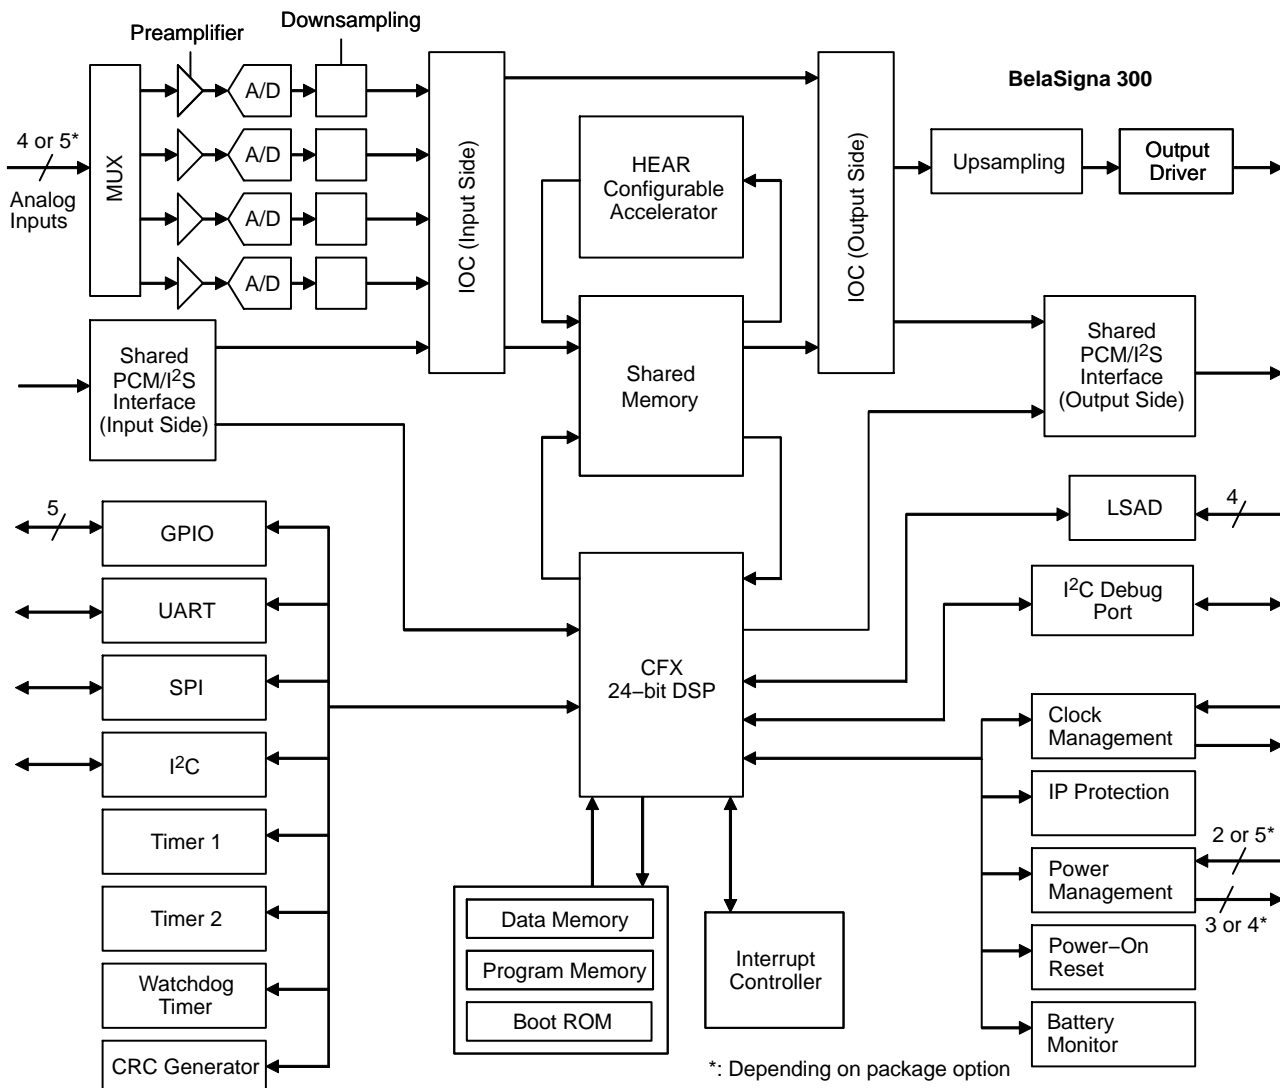 Preamplifier
Downsampling
BelaSigna 300
4 or 5*
Analog
Inputs
MUX
A/D
A/D
A/D
A/D
IOC (Input Side)
HEAR
Configurable
Accelerator
IOC (Output Side)
Upsampling
Output
Driver
Shared
PCM/I²S
Interface
(Input Side)
Shared
Memory
Shared
PCM/I²S
Interface
(Output Side)
5
GPIO
UART
SPI
I²C
Timer 1
Timer 2
Watchdog
Timer
CRC Generator
CFX
24−bit DSP
LSAD
4
I²C Debug
Port
Clock
Management
IP Protection
Power
Management
2 or 5*
3 or 4*
Power−On
Reset
Battery
Monitor
Data Memory
Program Memory
Boot ROM
Interrupt
Controller
*: Depending on package option